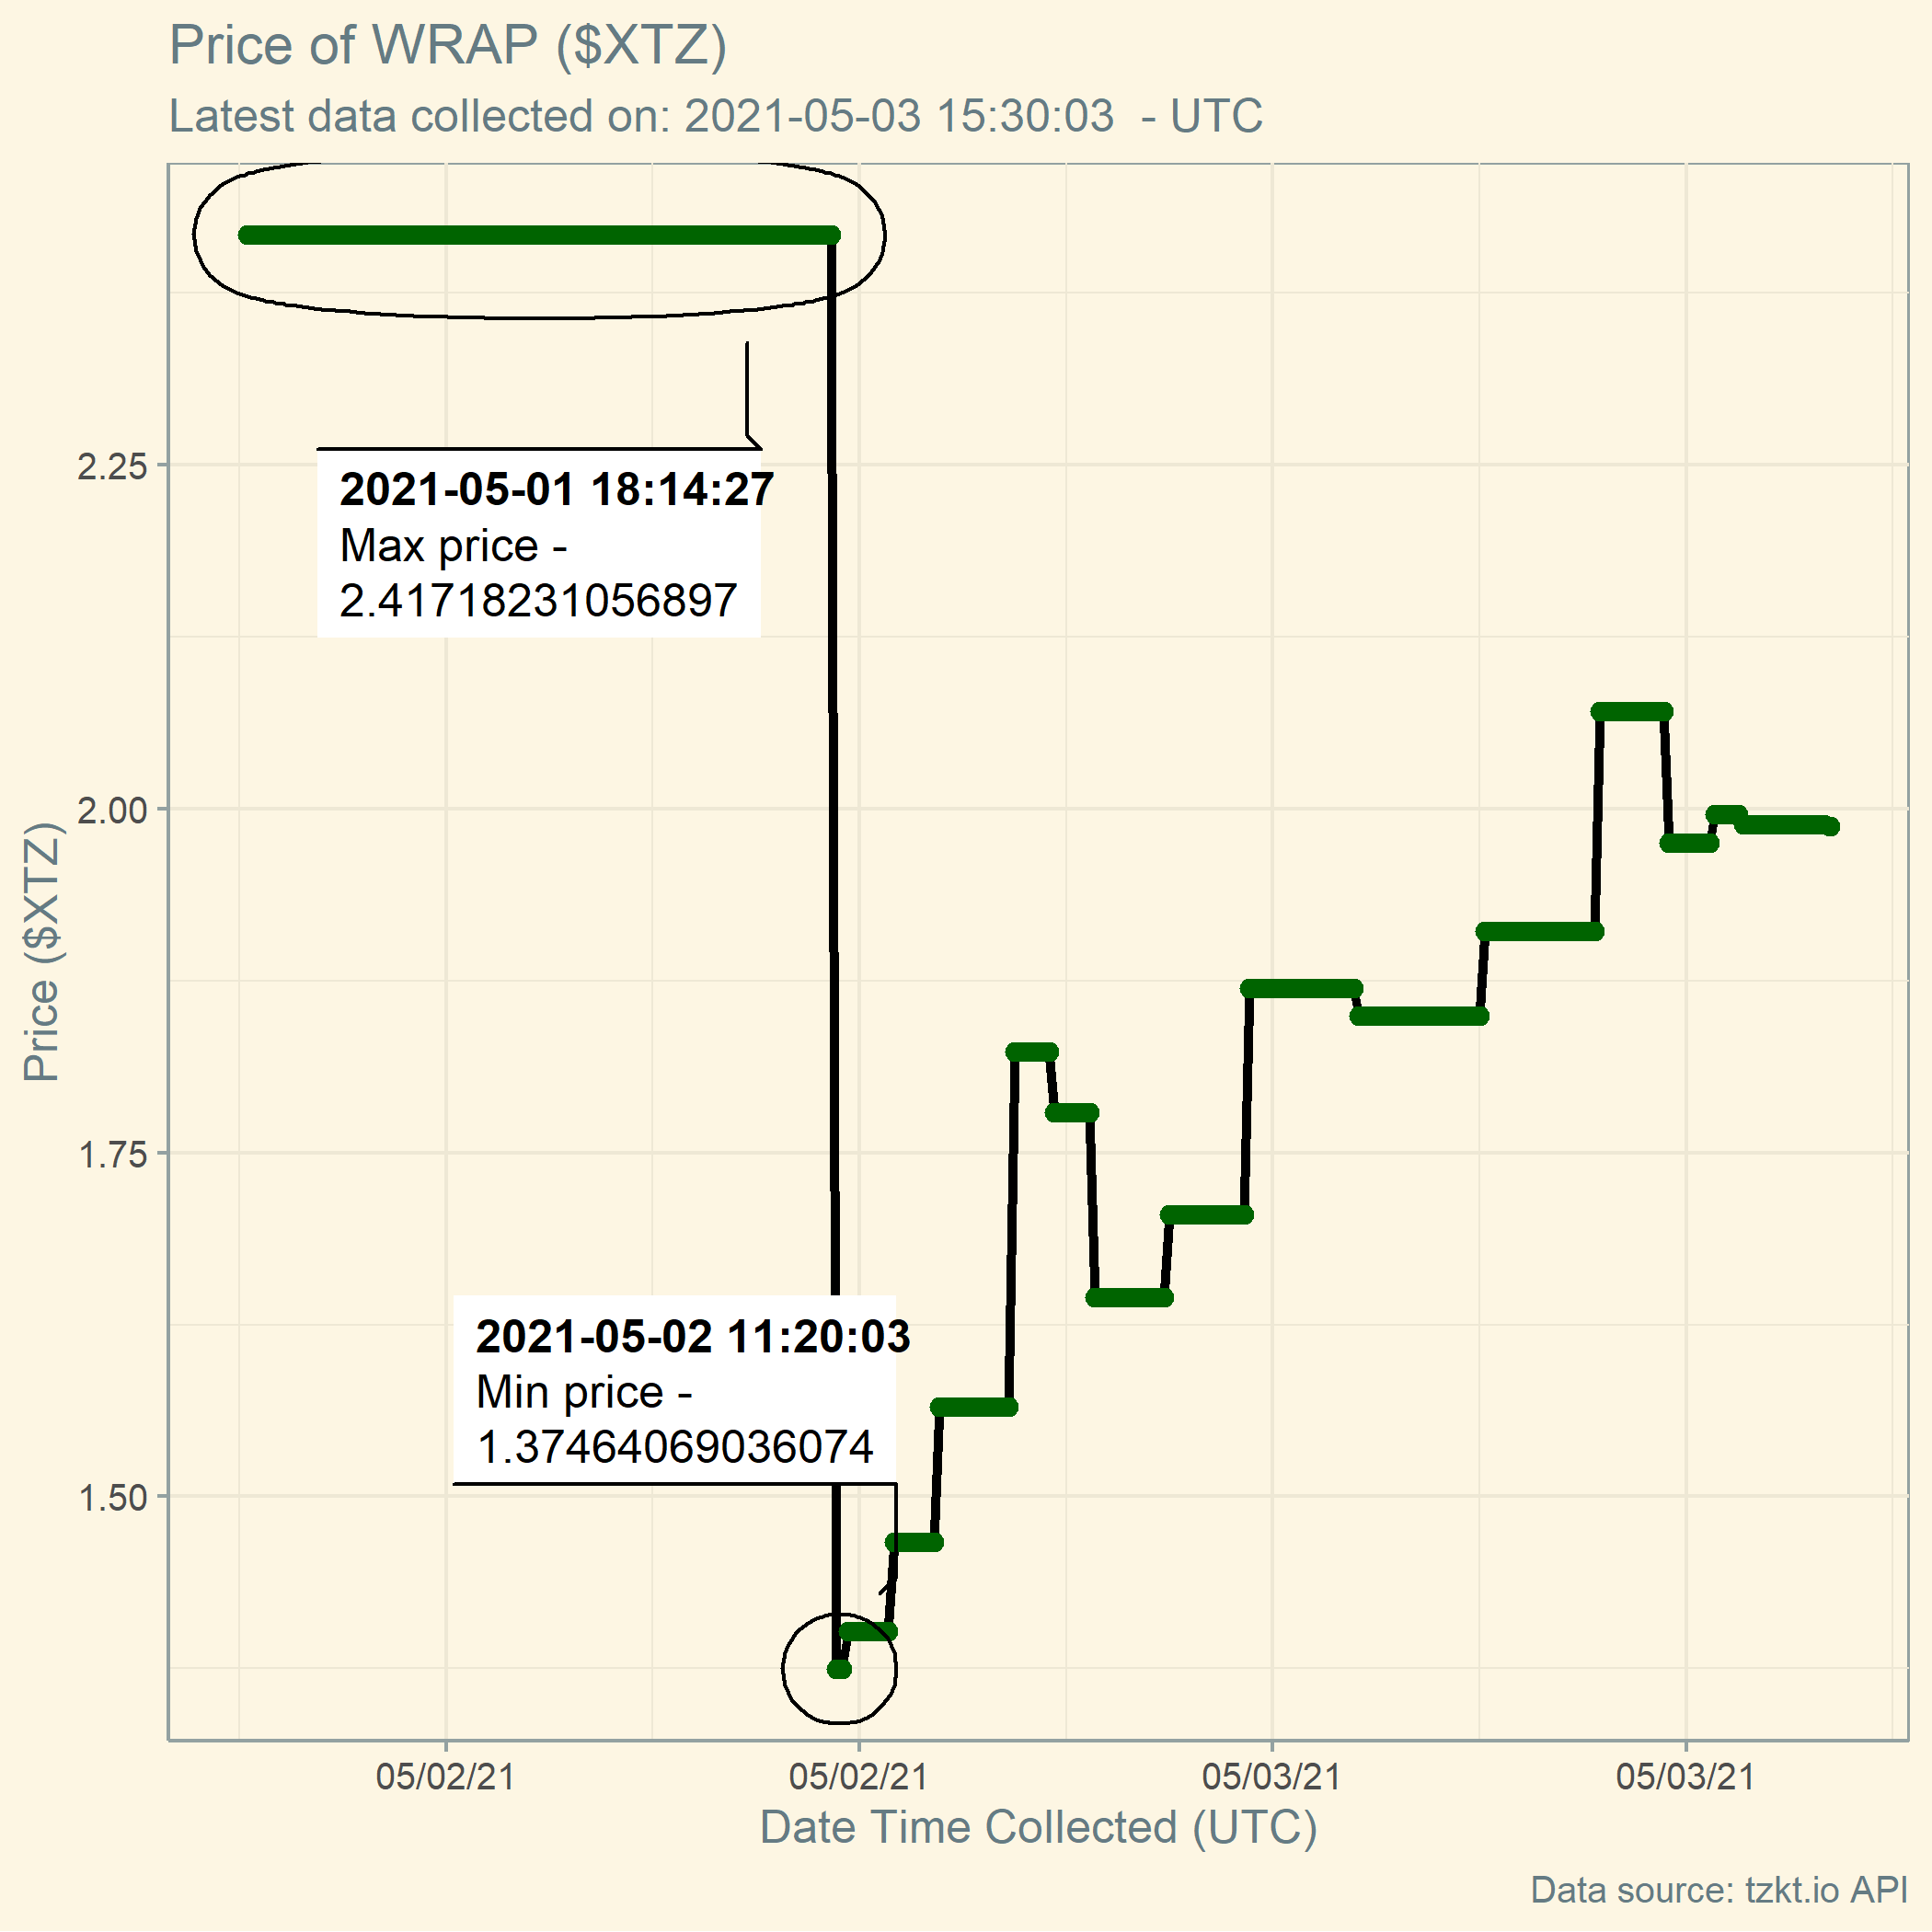 Price of WRAP ($XTZ)
Latest data collected on: 2021-05-03 15:30:03  - UTC
2.25
2.00
1.75
1.50
Price ($XTZ)
2021-05-01 18:14:27
Max price -
2.41718231056897
2021-05-02 11:20:03
Min price -
1.37464069036074
05/02/21
05/02/21
05/03/21
05/03/21
Date Time Collected (UTC)
Data source: tzkt.io API